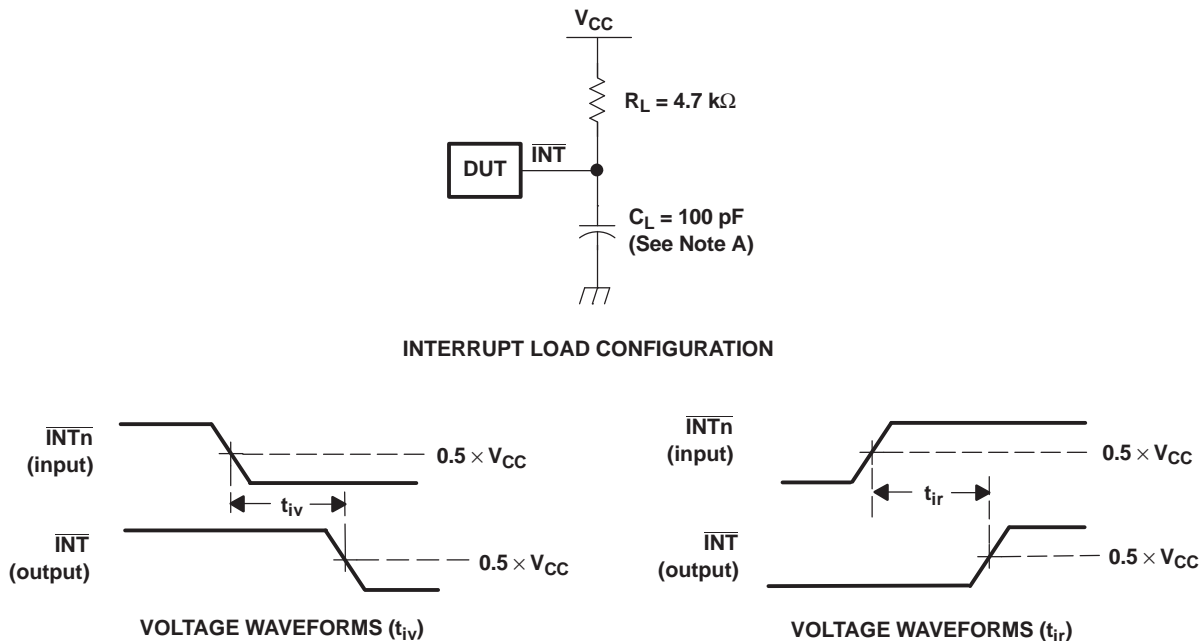 VCC
RL = 4.7 kΩ
DUT
INT
CL = 100 pF
(See Note A)
INTERRUPT LOAD CONFIGURATION
INTn
(input)
0.5 × VCC
tiv
INT
(output)
0.5 × VCC
VOLTAGE WAVEFORMS (tiv)
INTn
(input)
0.5 × VCC
tir
INT
(output)
0.5 × VCC
VOLTAGE WAVEFORMS (tir)